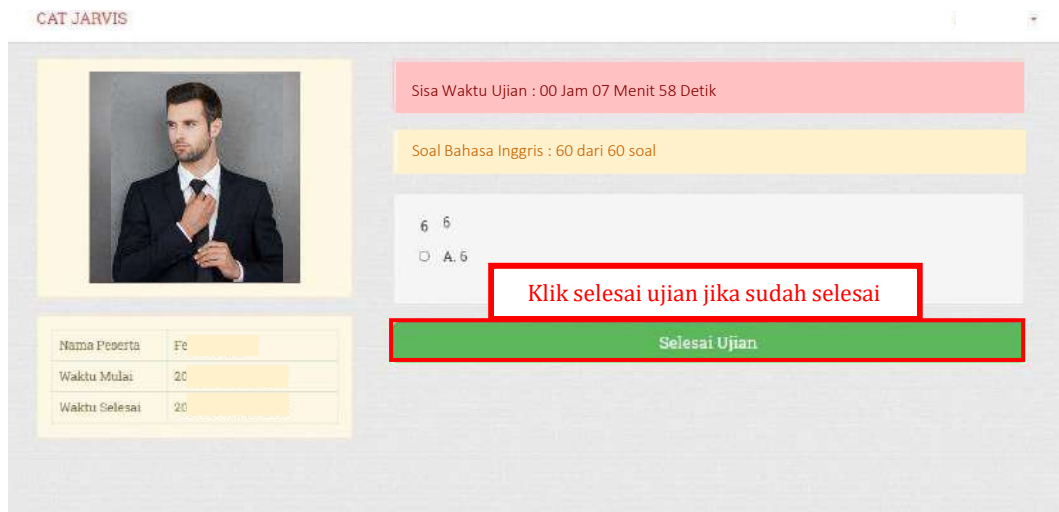 CAT JARVIS
Sisa Waktu Ujian : 00 Jam 07 Menit 58 Detik
Soal Bahasa Inggris : 60 dari 60 soal
6 6
A. 6
Klik selesai ujian jika sudah selesai
Selesai Ujian
Nama Peserta Fe
Waktu Mulai 20
Waktu Selesai 20